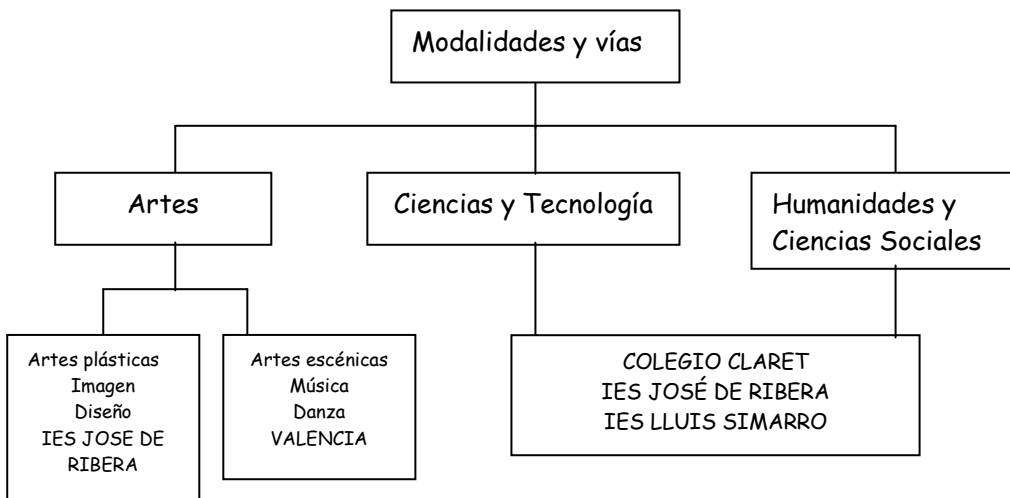 Modalidades y vías
Artes
Ciencias y Tecnología
Humanidades y
Ciencias Sociales
Artes plásticas
Imagen
Diseño
IES JOSE DE
RIBERA
Artes escénicas
Música
Danza
VALENCIA
COLEGIO CLARET
IES JOSÉ DE RIBERA
IES LLUIS SIMARRO